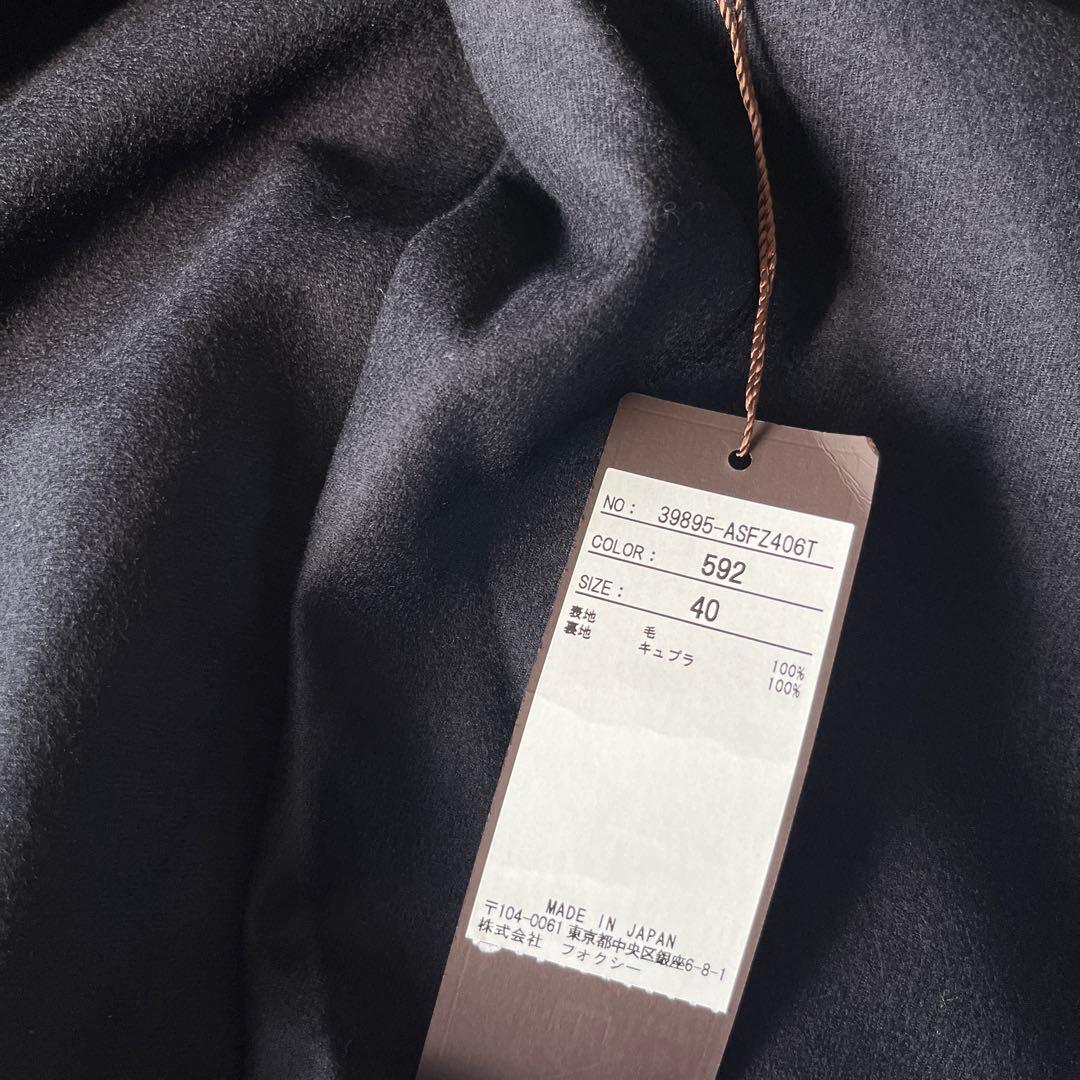 NO： 39895-ASFZ406T
COLOR： 592
SIZE： 40
表地 毛 100%
裏地 キュプラ 100%
MADE IN JAPAN
〒104-0061 東京都中央区銀座6-8-1
株式会社 フォクシー